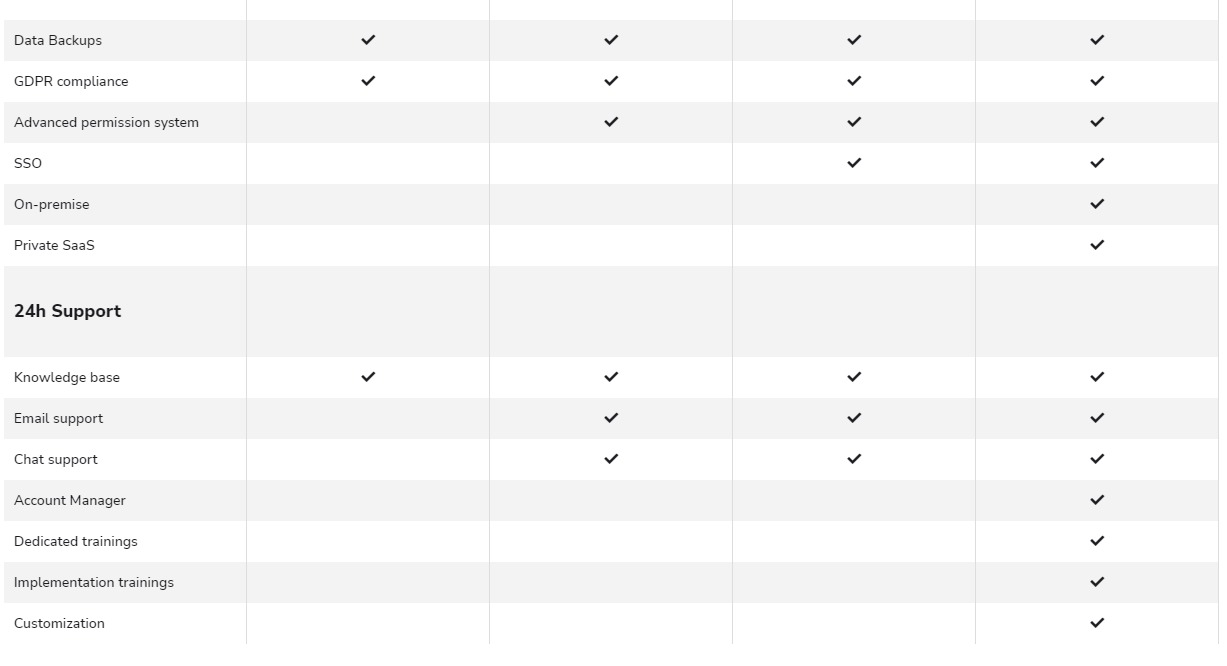 Data Backups
GDPR compliance
Advanced permission system
SSO
On-premise
Private SaaS
24h Support
Knowledge base
Email support
Chat support
Account Manager
Dedicated trainings
Implementation trainings
Customization